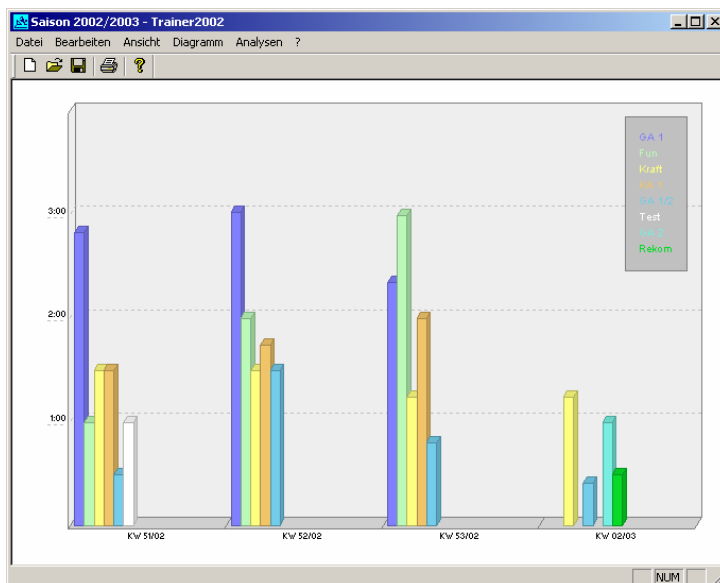 Saison 2002/2003 - Trainer2002
Datei Bearbeiten Ansicht Diagramm Analysen ?
GA 1
Fun
Kraft
GA 1/2
Test
GA 2
Rekom
3:00
2:00
1:00
KW 51/02 KW 52/02 KW 53/02 KW 02/03
NUM